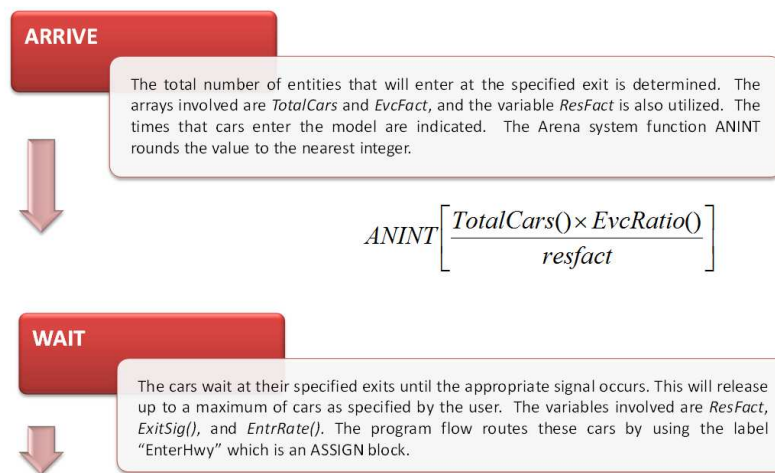 ARRIVE
The total number of entities that will enter at the specified exit is determined. The
arrays involved are TotalCars and EvcFact, and the variable ResFact is also utilized. The
times that cars enter the model are indicated. The Arena system function ANINT
rounds the value to the nearest integer.
ANINT[TotalCars()×EvcRatio() / resfact]
WAIT
The cars wait at their specified exits until the appropriate signal occurs. This will release
up to a maximum of cars as specified by the user. The variables involved are ResFact,
ExitSig(), and EntrRate(). The program flow routes these cars by using the label
“EnterHwy” which is an ASSIGN block.